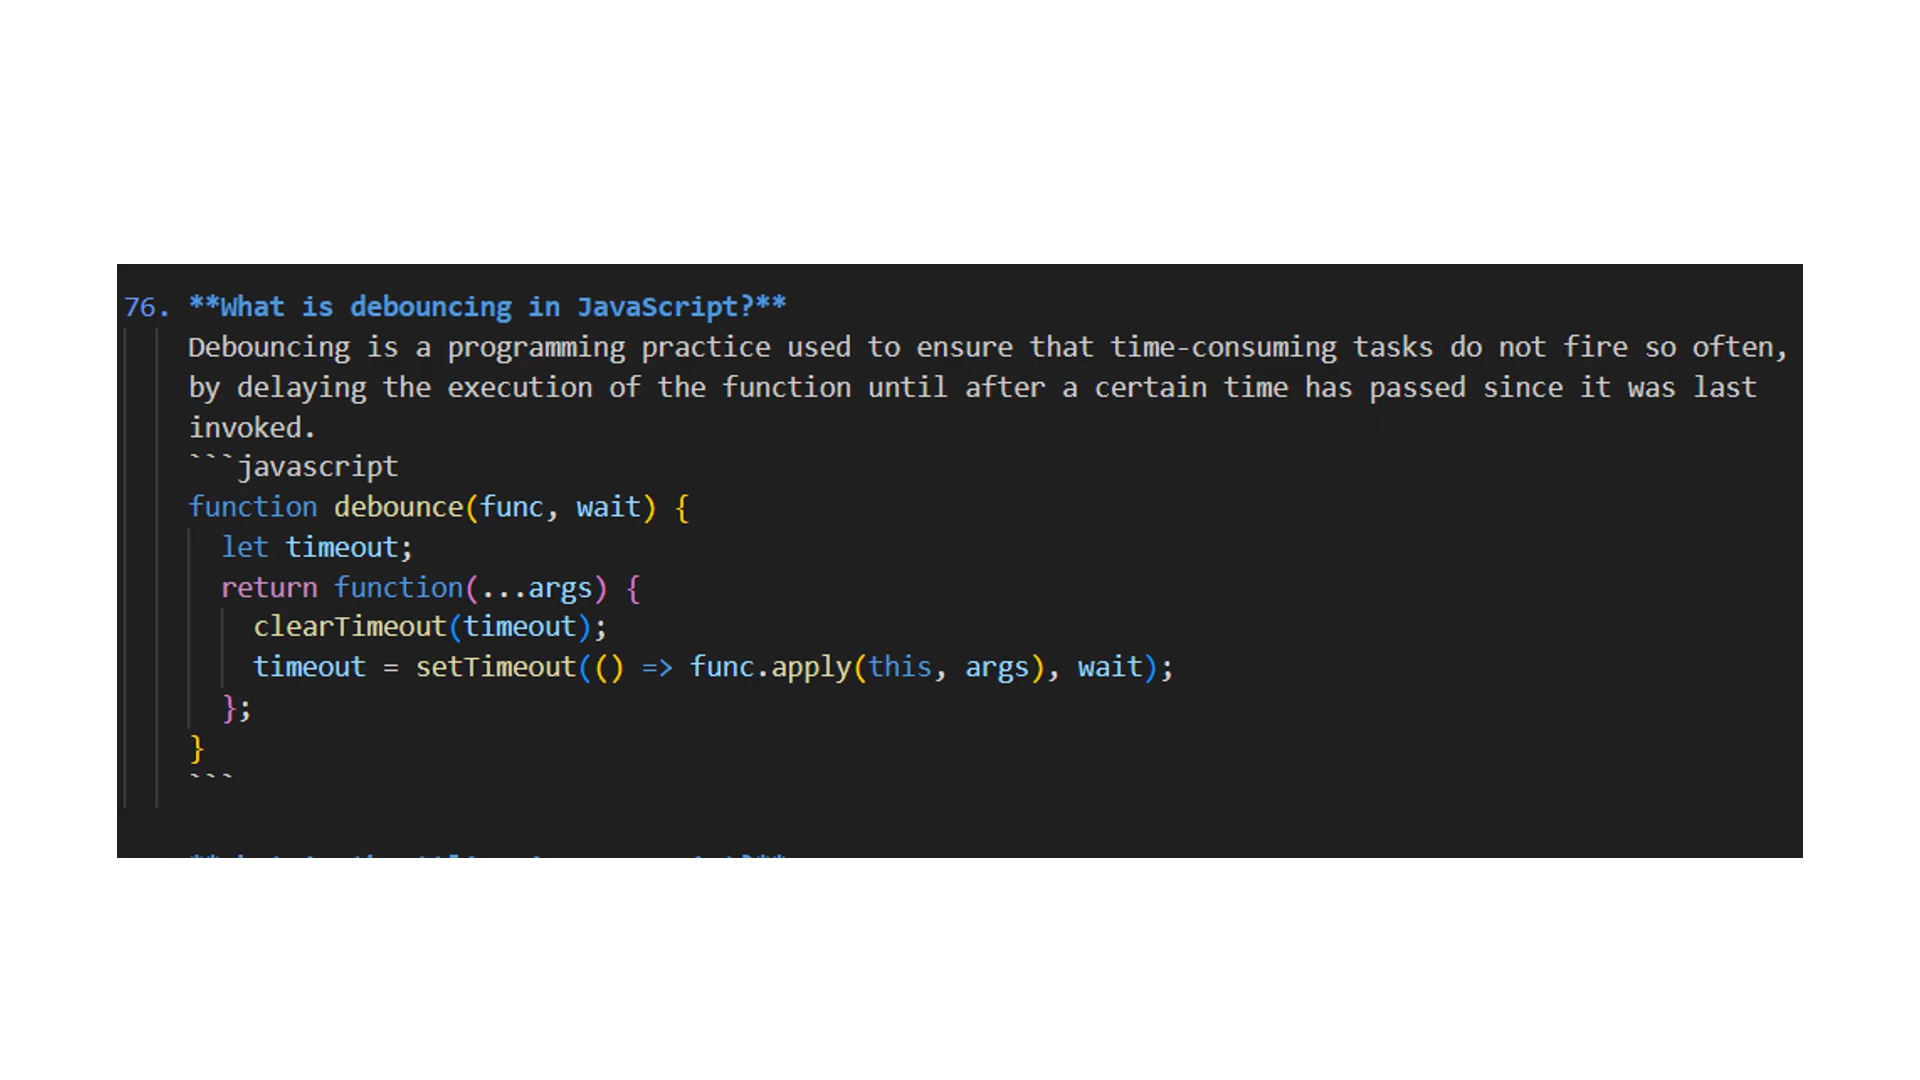 76. **What is debouncing in JavaScript?**
Debouncing is a programming practice used to ensure that time-consuming tasks do not fire so often,
by delaying the execution of the function until after a certain time has passed since it was last
invoked.
```javascript
function debounce(func, wait) {
  let timeout;
  return function(...args) {
    clearTimeout(timeout);
    timeout = setTimeout(() => func.apply(this, args), wait);
  };
}
```